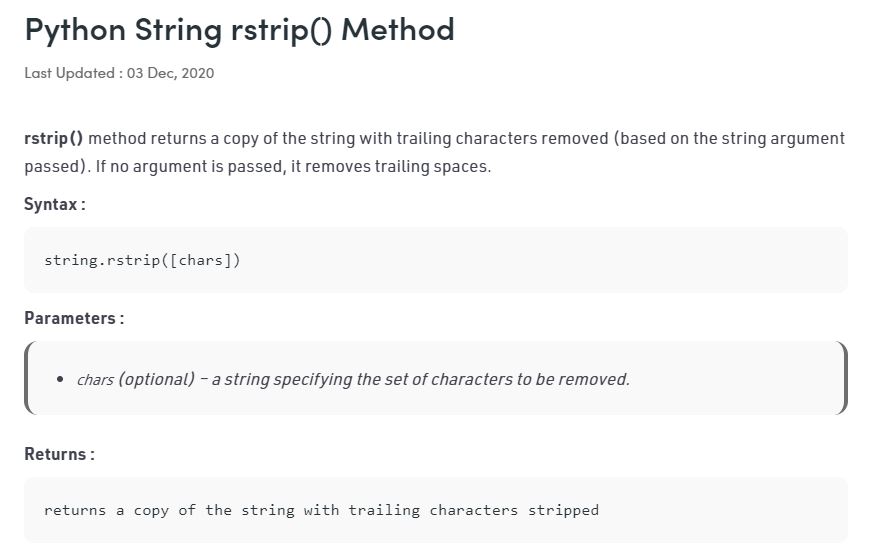 Python String rstrip() Method
Last Updated : 03 Dec, 2020
rstrip() method returns a copy of the string with trailing characters removed (based on the string argument
passed). If no argument is passed, it removes trailing spaces.
Syntax :
string.rstrip([chars])
Parameters :
• chars (optional) – a string specifying the set of characters to be removed.
Returns :
returns a copy of the string with trailing characters stripped